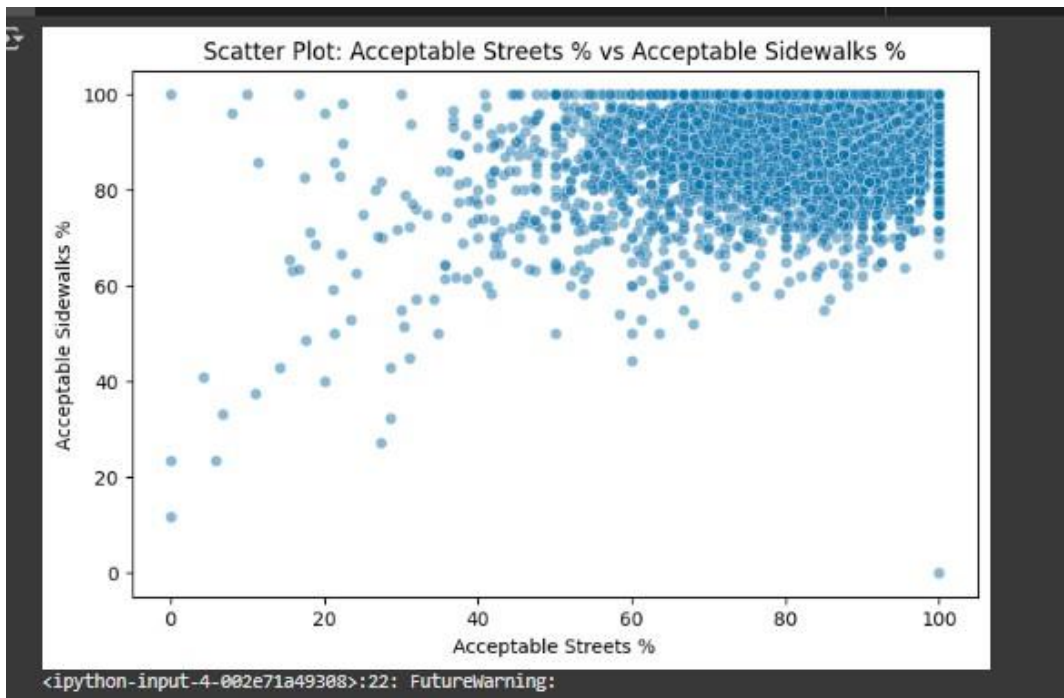 Scatter Plot: Acceptable Streets % vs Acceptable Sidewalks %
100
80
60
40
20
0
Acceptable Sidewalks %
0 20 40 60 80 100
Acceptable Streets %
<ipython-input-4-002e71a49308>:22: FutureWarning: